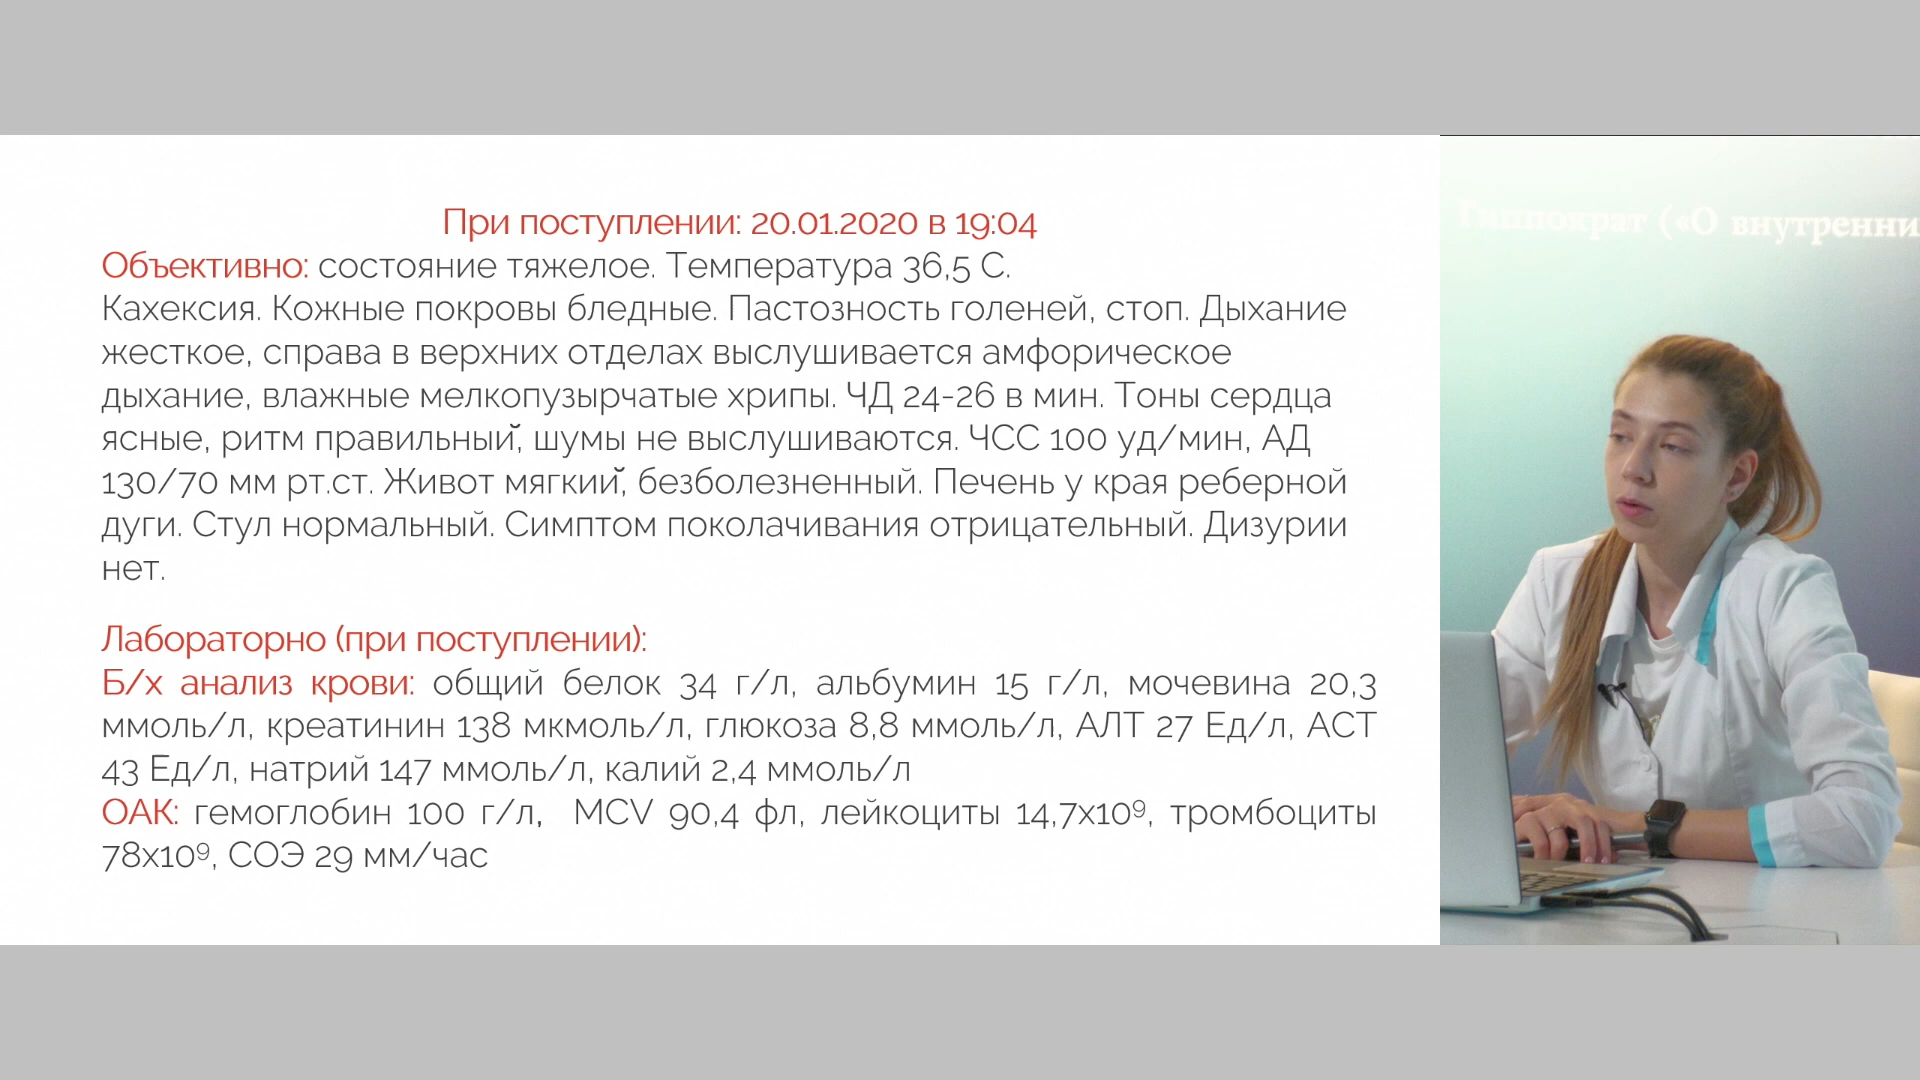 При поступлении: 20.01.2020 в 19:04
Объективно: состояние тяжелое. Температура 36,5 С.
Кахексия. Кожные покровы бледные. Пастозность голеней, стоп. Дыхание
жесткое, справа в верхних отделах выслушивается амфорическое
дыхание, влажные мелкопузырчатые хрипы. ЧД 24-26 в мин. Тоны сердца
ясные, ритм правильный, шумы не выслушиваются. ЧСС 100 уд/мин, АД
130/70 мм рт.ст. Живот мягкий, безболезненный. Печень у края реберной
дуги. Стул нормальный. Симптом поколачивания отрицательный. Дизурии
нет.
Лабораторно (при поступлении):
Б/х анализ крови: общий белок 34 г/л, альбумин 15 г/л, мочевина 20,3
ммоль/л, креатинин 138 мкмоль/л, глюкоза 8,8 ммоль/л, АЛТ 27 Ед/л, АСТ
43 Ед/л, натрий 147 ммоль/л, калий 2,4 ммоль/л
ОАК: гемоглобин 100 г/л, MCV 90,4 фл, лейкоциты 14,7х10⁹, тромбоциты
78х10⁹, СОЭ 29 мм/час
Гиппократ («О внутренни